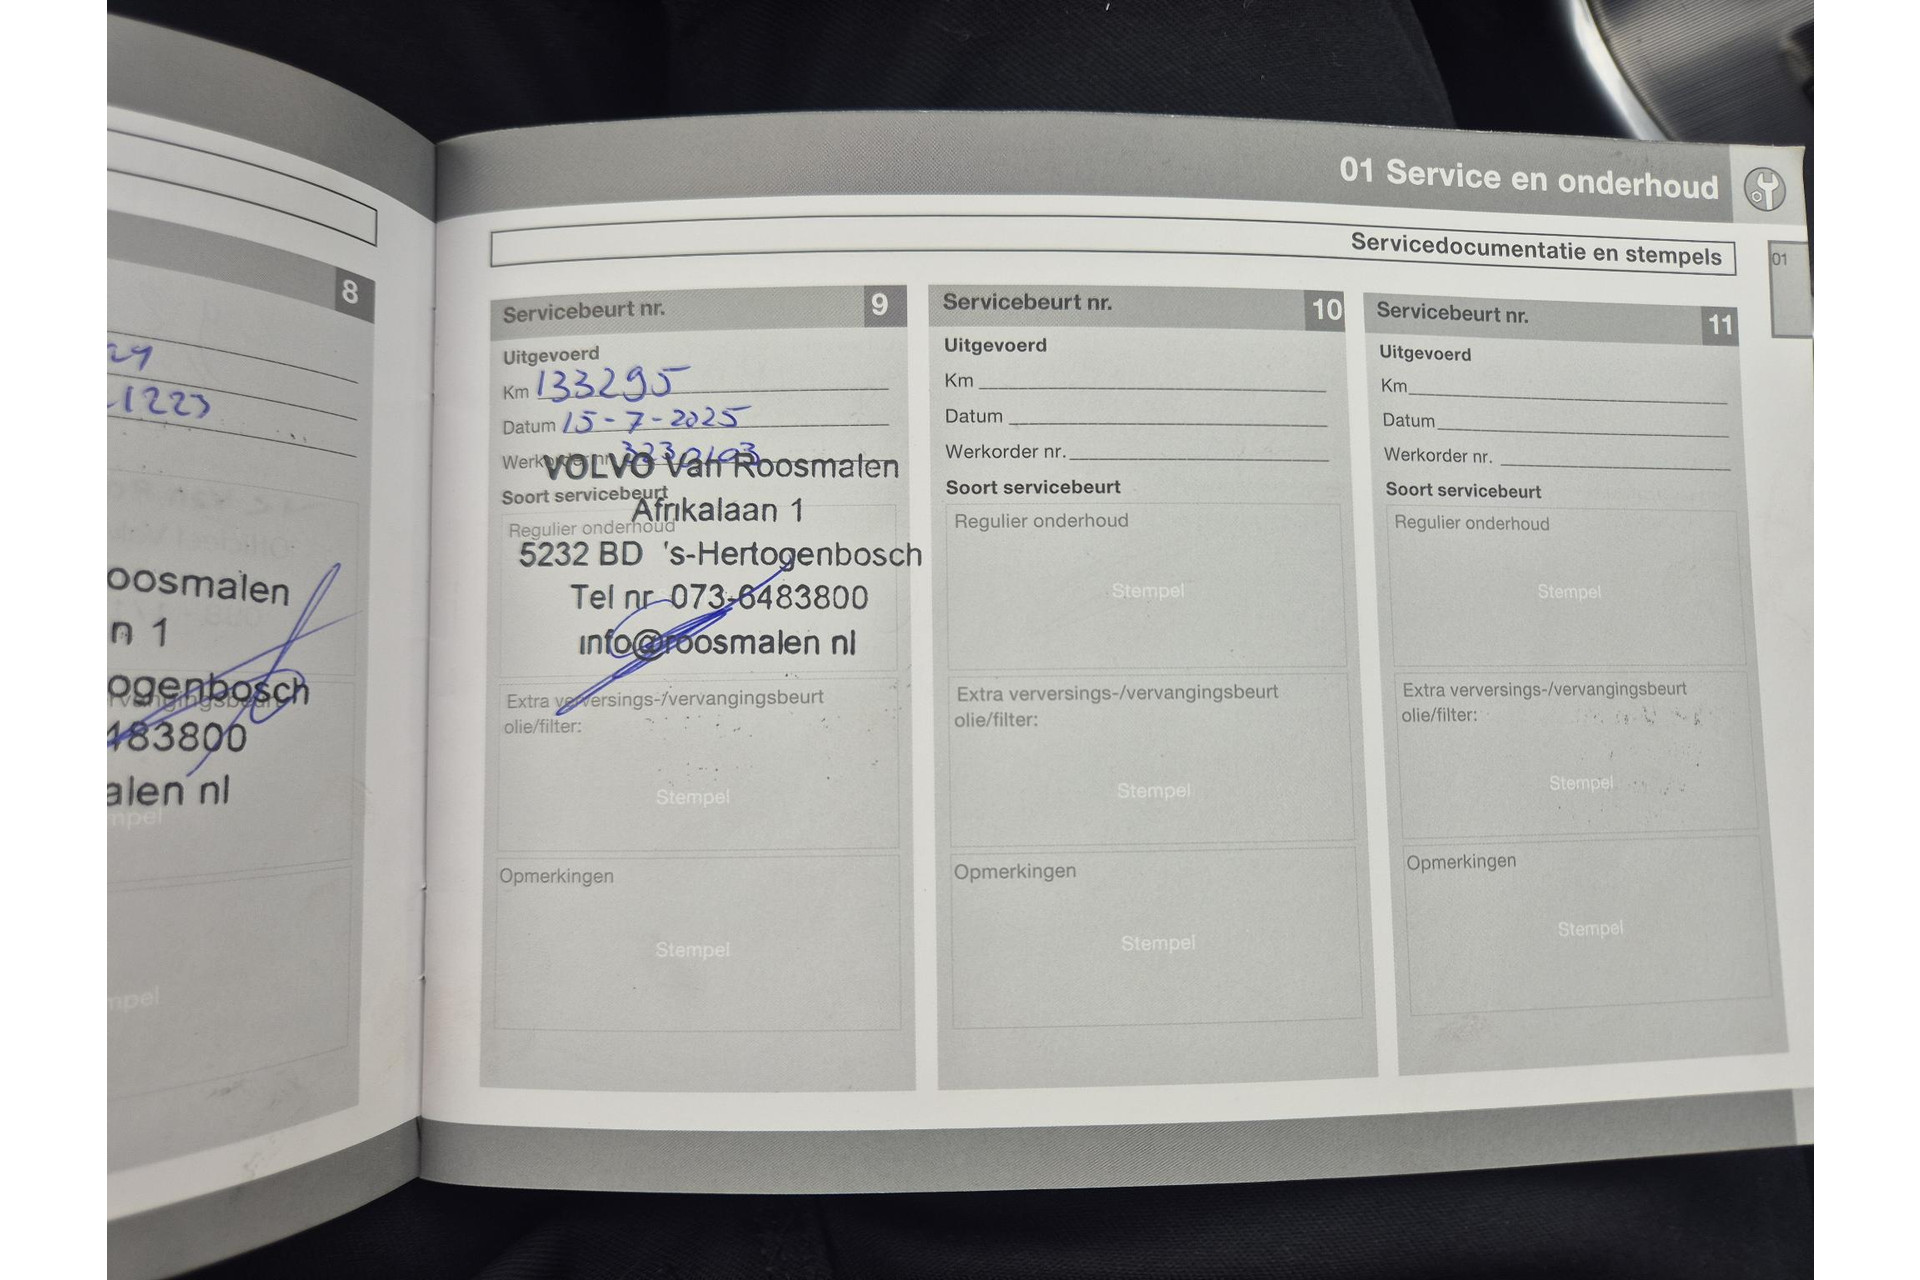 8
1223
oosmalen
n 1
ogenbosch
483800
alen nl
mpel
mpel
01 Service en onderhoud
Servicedocumentatie en stempels
01
Servicebeurt nr. 9
Uitgevoerd
Km 133295
Datum 15-7-2025
VOLVO Van Roosmalen
Soort servicebeurt
Afrikalaan 1
Regulier onderhoud
5232 BD 's-Hertogenbosch
Tel nr 073-6483800
info@roosmalen nl
Extra verversings-/vervangingsbeurt
olie/filter:
Stempel
Opmerkingen
Stempel
Servicebeurt nr. 10
Uitgevoerd
Km
Datum
Werkorder nr.
Soort servicebeurt
Regulier onderhoud
Stempel
Extra verversings-/vervangingsbeurt
olie/filter:
Stempel
Opmerkingen
Stempel
Servicebeurt nr. 11
Uitgevoerd
Km
Datum
Werkorder nr.
Soort servicebeurt
Regulier onderhoud
Stempel
Extra verversings-/vervangingsbeurt
olie/filter:
Stempel
Opmerkingen
Stempel